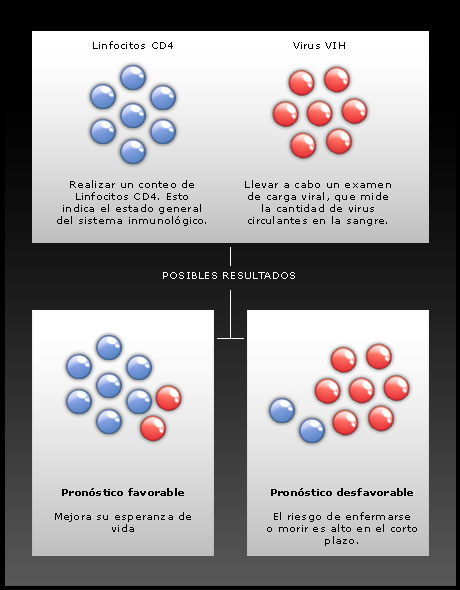 Linfocitos CD4
Virus VIH
Realizar un conteo de
Linfocitos CD4. Esto
indica el estado general
del sistema inmunológico.
Llevar a cabo un examen
de carga viral, que mide
la cantidad de virus
circulantes en la sangre.
POSIBLES RESULTADOS
Pronóstico favorable
Mejora su esperanza de
vida
Pronóstico desfavorable
El riesgo de enfermarse
o morir es alto en el corto
plazo.